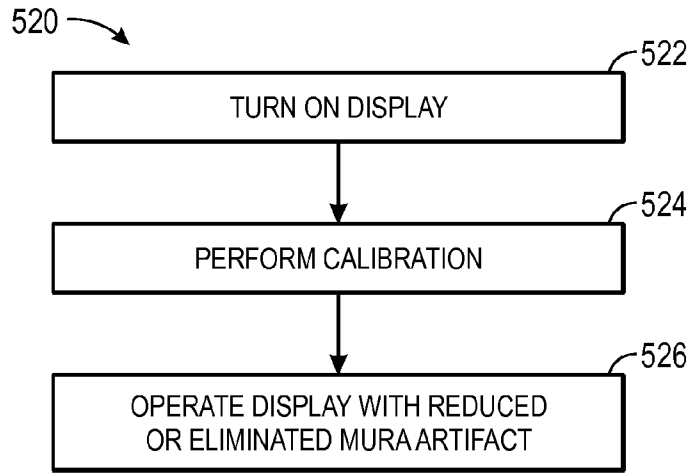 520
522
TURN ON DISPLAY
524
PERFORM CALIBRATION
526
OPERATE DISPLAY WITH REDUCED
OR ELIMINATED MURA ARTIFACT